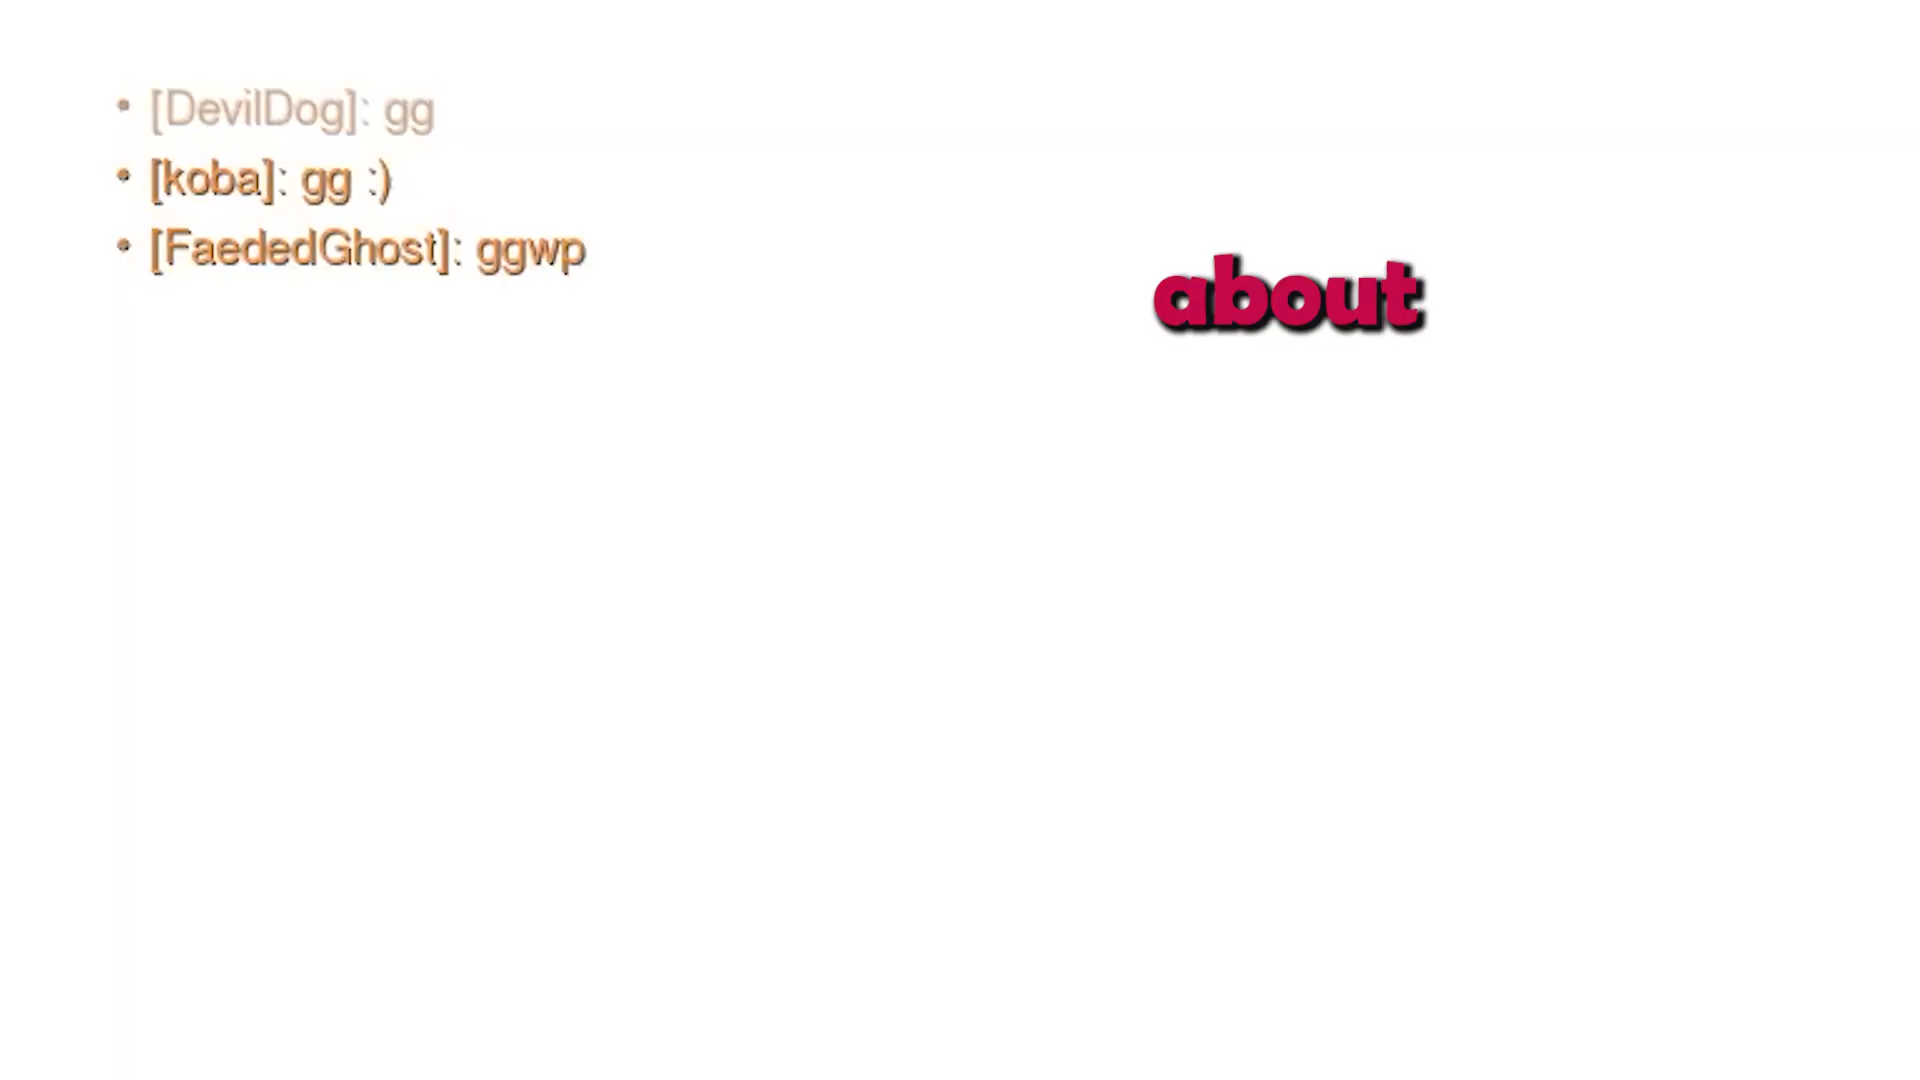 • [DevilDog]: gg
• [koba]: gg :)
• [FaededGhost]: ggwp
about